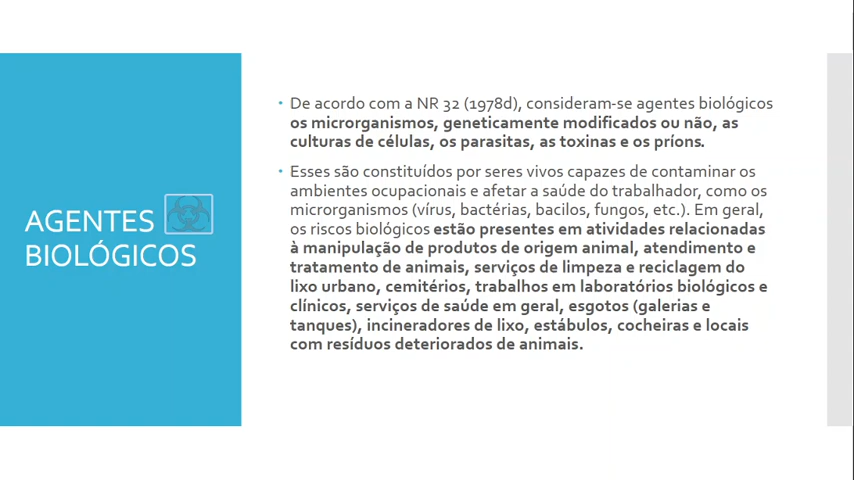 AGENTES
BIOLÓGICOS
De acordo com a NR 32 (1978d), consideram-se agentes biológicos
os microrganismos, geneticamente modificados ou não, as
culturas de células, os parasitas, as toxinas e os príons.
Esses são constituídos por seres vivos capazes de contaminar os
ambientes ocupacionais e afetar a saúde do trabalhador, como os
microrganismos (vírus, bactérias, bacilos, fungos, etc.). Em geral,
os riscos biológicos estão presentes em atividades relacionadas
à manipulação de produtos de origem animal, atendimento e
tratamento de animais, serviços de limpeza e reciclagem do
lixo urbano, cemitérios, trabalhos em laboratórios biológicos e
clínicos, serviços de saúde em geral, esgotos (galerias e
tanques), incineradores de lixo, estábulos, cocheiras e locais
com resíduos deteriorados de animais.